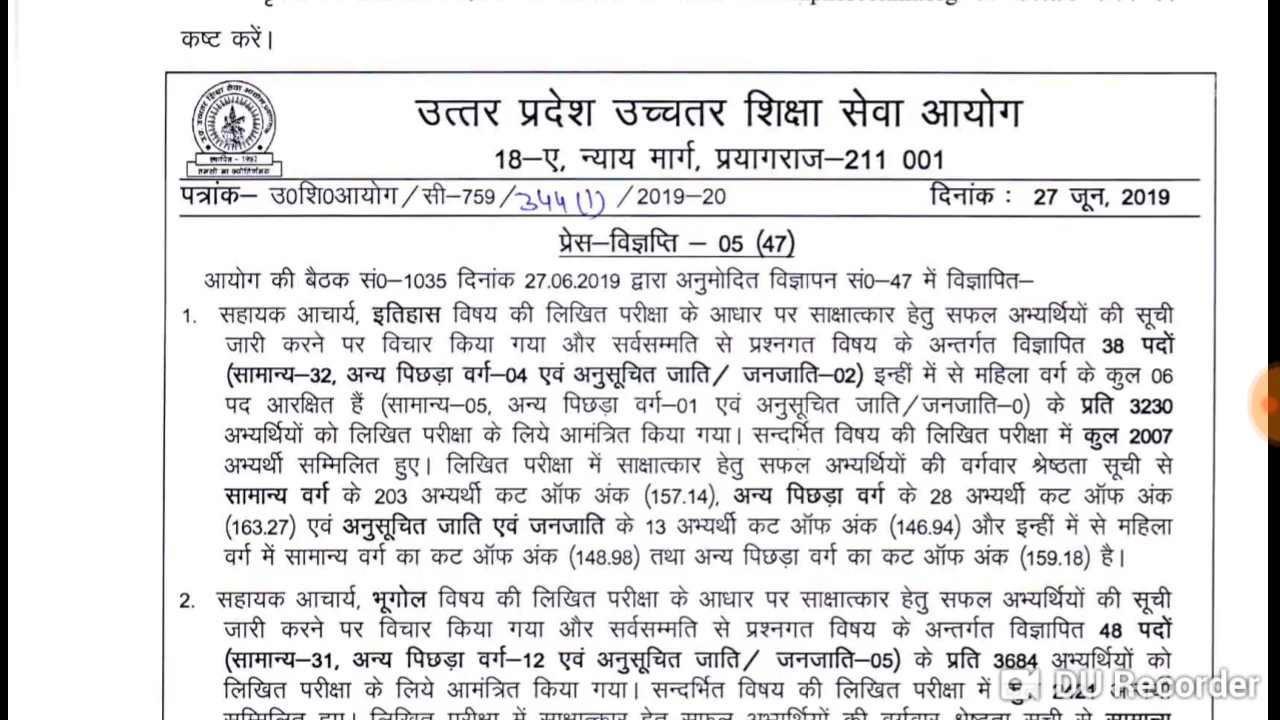 कष्ट करें।
उत्तर प्रदेश उच्चतर शिक्षा सेवा आयोग
18–ए, न्याय मार्ग, प्रयागराज–211 001
स्थापित - 1982
पत्रांक– उ0शि0आयोग / सी–759 / 344(1) / 2019–20 दिनांक : 27 जून, 2019
प्रेस–विज्ञप्ति – 05 (47)
आयोग की बैठक सं0–1035 दिनांक 27.06.2019 द्वारा अनुमोदित विज्ञापन सं0–47 में विज्ञापित–
1. सहायक आचार्य, इतिहास विषय की लिखित परीक्षा के आधार पर साक्षात्कार हेतु सफल अभ्यर्थियों की सूची
जारी करने पर विचार किया गया और सर्वसम्मति से प्रश्नगत विषय के अन्तर्गत विज्ञापित 38 पदों
(सामान्य–32, अन्य पिछड़ा वर्ग–04 एवं अनुसूचित जाति/ जनजाति–02) इन्हीं में से महिला वर्ग के कुल 06
पद आरक्षित हैं (सामान्य–05, अन्य पिछड़ा वर्ग–01 एवं अनुसूचित जाति/जनजाति–0) के प्रति 3230
अभ्यर्थियों को लिखित परीक्षा के लिये आमंत्रित किया गया। सन्दर्भित विषय की लिखित परीक्षा में कुल 2007
अभ्यर्थी सम्मिलित हुए। लिखित परीक्षा में साक्षात्कार हेतु सफल अभ्यर्थियों की वर्गवार श्रेष्ठता सूची से
सामान्य वर्ग के 203 अभ्यर्थी कट ऑफ अंक (157.14), अन्य पिछड़ा वर्ग के 28 अभ्यर्थी कट ऑफ अंक
(163.27) एवं अनुसूचित जाति एवं जनजाति के 13 अभ्यर्थी कट ऑफ अंक (146.94) और इन्हीं में से महिला
वर्ग में सामान्य वर्ग का कट ऑफ अंक (148.98) तथा अन्य पिछड़ा वर्ग का कट ऑफ अंक (159.18) है।
2. सहायक आचार्य, भूगोल विषय की लिखित परीक्षा के आधार पर साक्षात्कार हेतु सफल अभ्यर्थियों की सूची
जारी करने पर विचार किया गया और सर्वसम्मति से प्रश्नगत विषय के अन्तर्गत विज्ञापित 48 पदों
(सामान्य–31, अन्य पिछड़ा वर्ग–12 एवं अनुसूचित जाति/ जनजाति–05) के प्रति 3684 अभ्यर्थियों को
लिखित परीक्षा के लिये आमंत्रित किया गया। सन्दर्भित विषय की लिखित परीक्षा में
DU Recorder